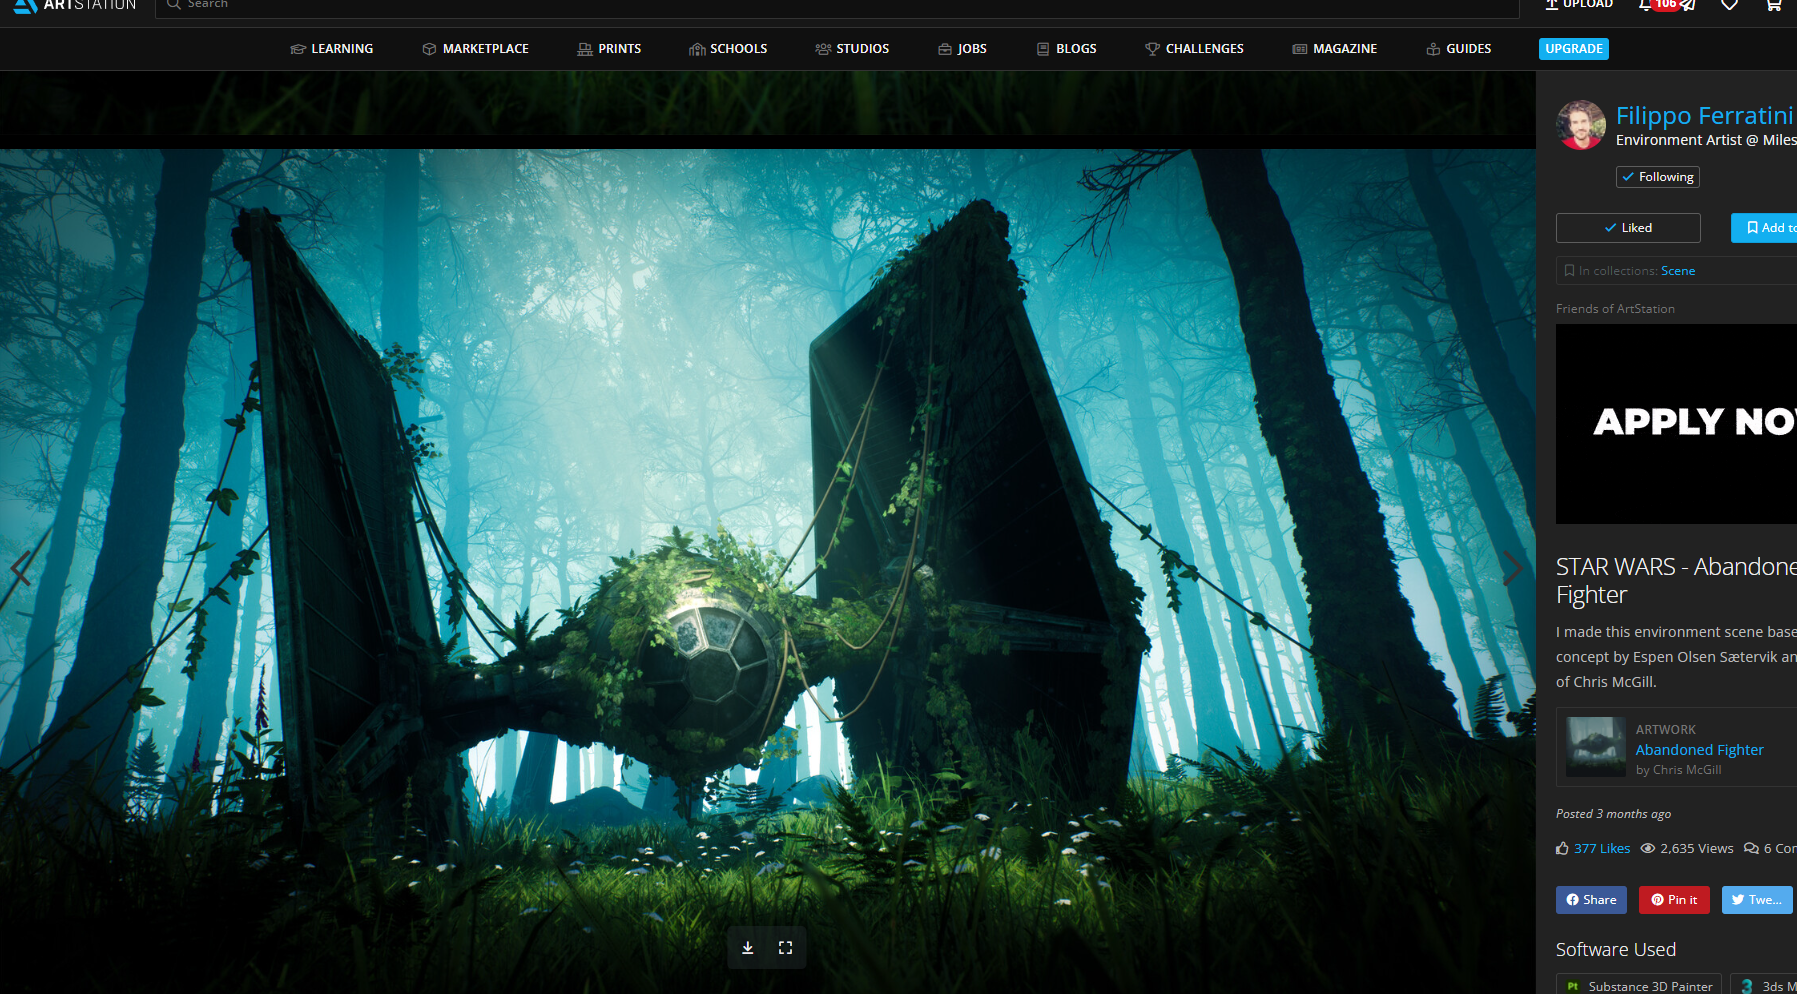 ARTSTATION
Search
UPLOAD
106
LEARNING
MARKETPLACE
PRINTS
SCHOOLS
STUDIOS
JOBS
BLOGS
CHALLENGES
MAGAZINE
GUIDES
UPGRADE
Filippo Ferratini
Environment Artist @ Miles
Following
Liked
Add to
In collections: Scene
Friends of ArtStation
APPLY NO
STAR WARS - Abandone
Fighter
I made this environment scene base
concept by Espen Olsen Sætervik an
of Chris McGill.
ARTWORK
Abandoned Fighter
by Chris McGill
Posted 3 months ago
377 Likes
2,635 Views
6 Co
Share
Pin it
Twe...
Software Used
Pt Substance 3D Painter
3 3ds M